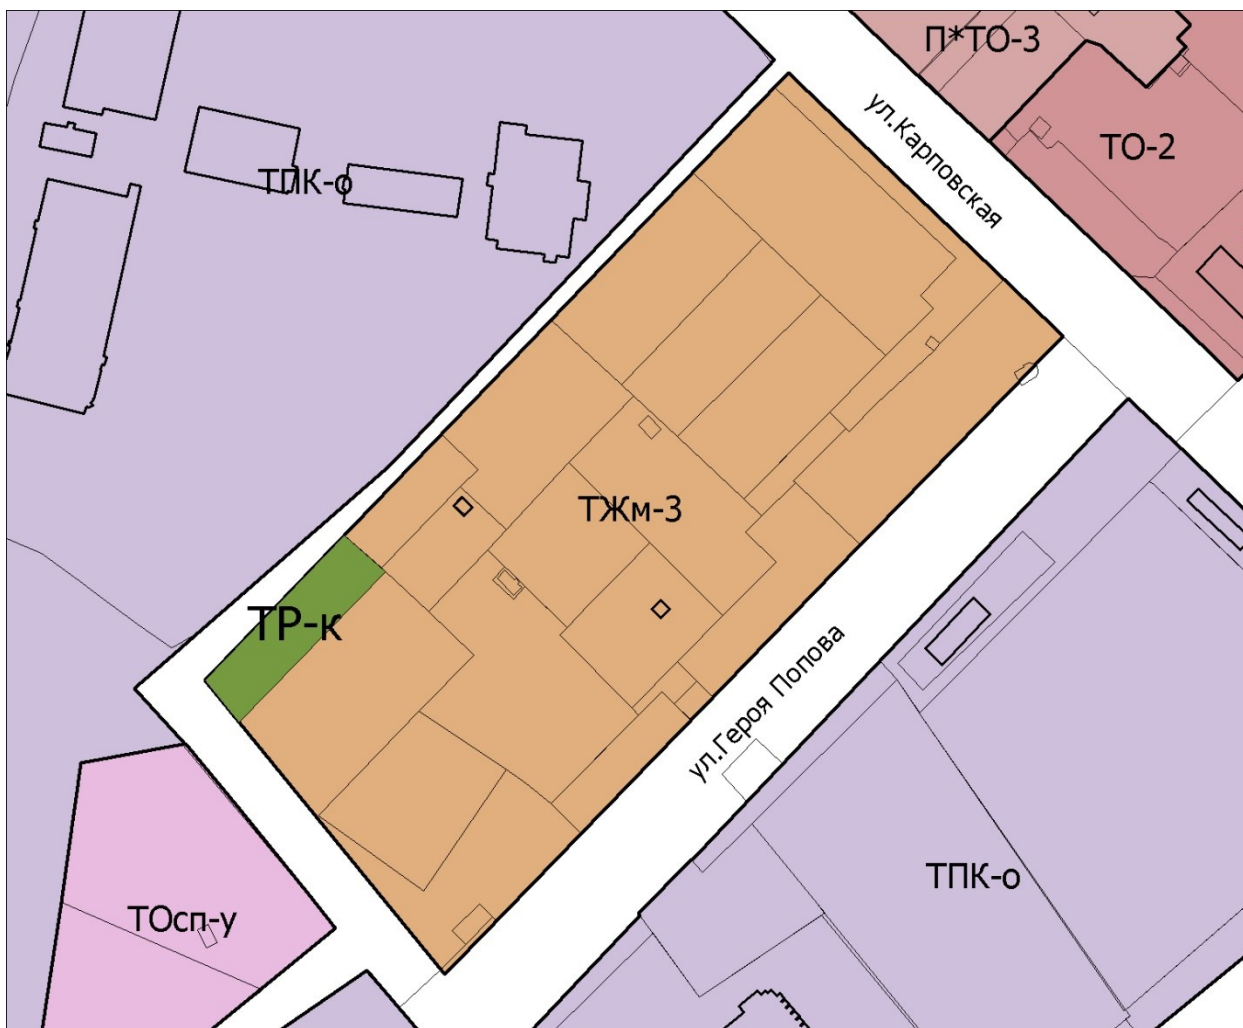 П*ТО-3
ул.Карповская
ТО-2
ТПК-о
ТЖм-3
ТР-к
ул.Героя Попова
ТПК-о
ТОсп-у